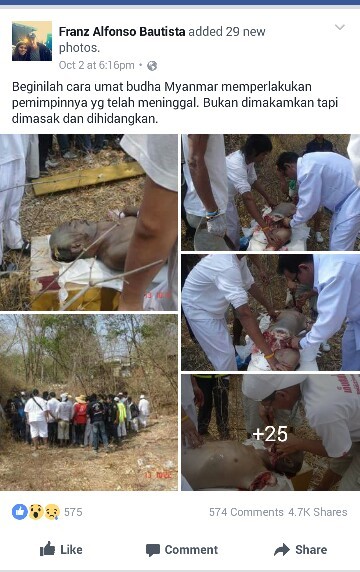 Franz Alfonso Bautista added 29 new
photos.
Oct 2 at 6:16pm
Beginilah cara umat budha Myanmar memperlakukan
pemimpinnya yg telah meninggal. Bukan dimakamkan tapi
dimasak dan dihidangkan.
+25
575
574 Comments 4.7K Shares
Like Comment Share